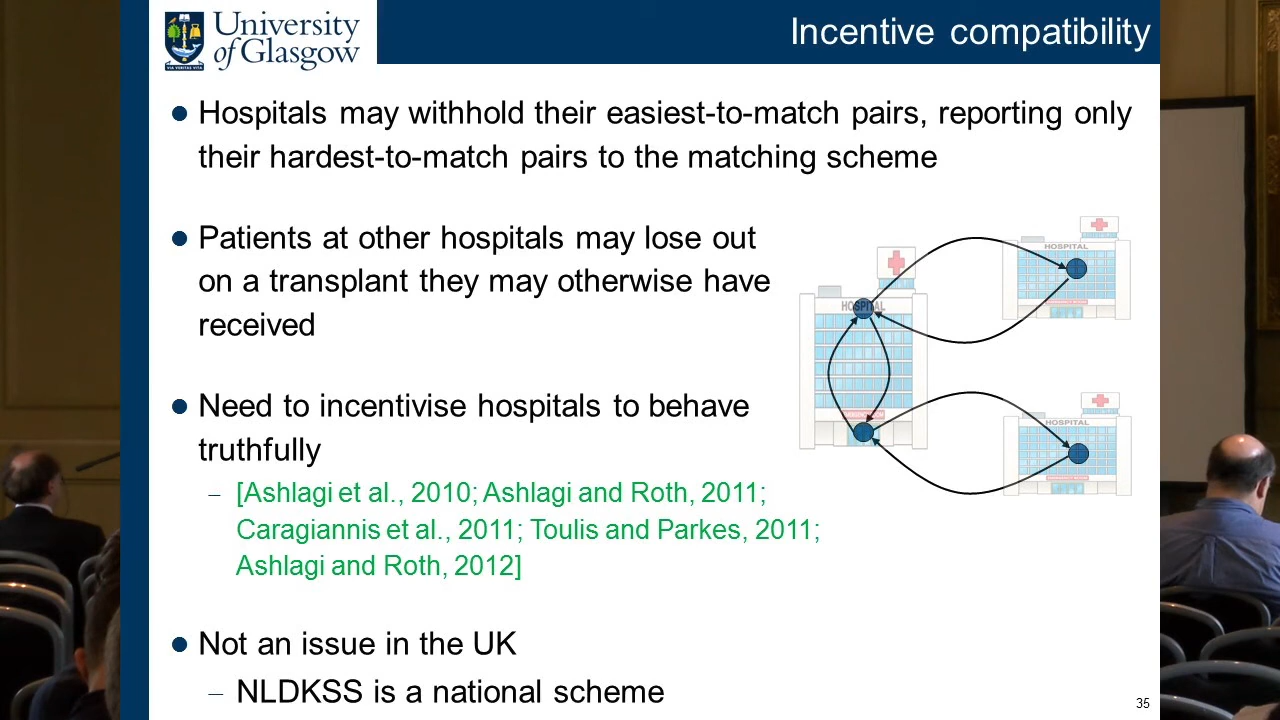 University
of Glasgow
VIA VERITAS VITA
Incentive compatibility
Hospitals may withhold their easiest-to-match pairs, reporting only
their hardest-to-match pairs to the matching scheme
Patients at other hospitals may lose out
on a transplant they may otherwise have
received
HOSPITAL
HOSPITAL
HOSPITAL
Need to incentivise hospitals to behave
truthfully
– [Ashlagi et al., 2010; Ashlagi and Roth, 2011;
Caragiannis et al., 2011; Toulis and Parkes, 2011;
Ashlagi and Roth, 2012]
Not an issue in the UK
– NLDKSS is a national scheme
35